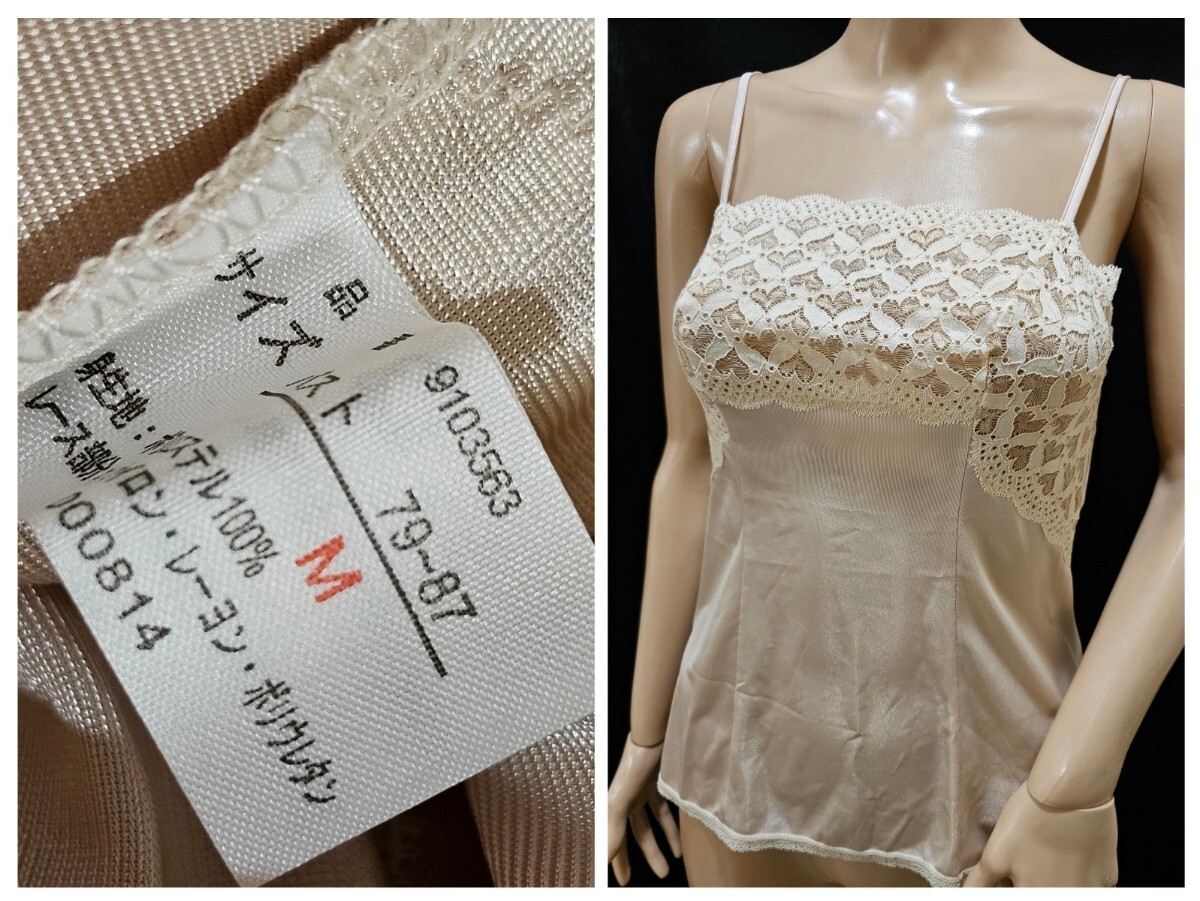 品 9103563
サイズ M
バスト 79~87
身生地:ポリエステル100%
レース部 ナイロン・レーヨン・ポリウレタン
000814